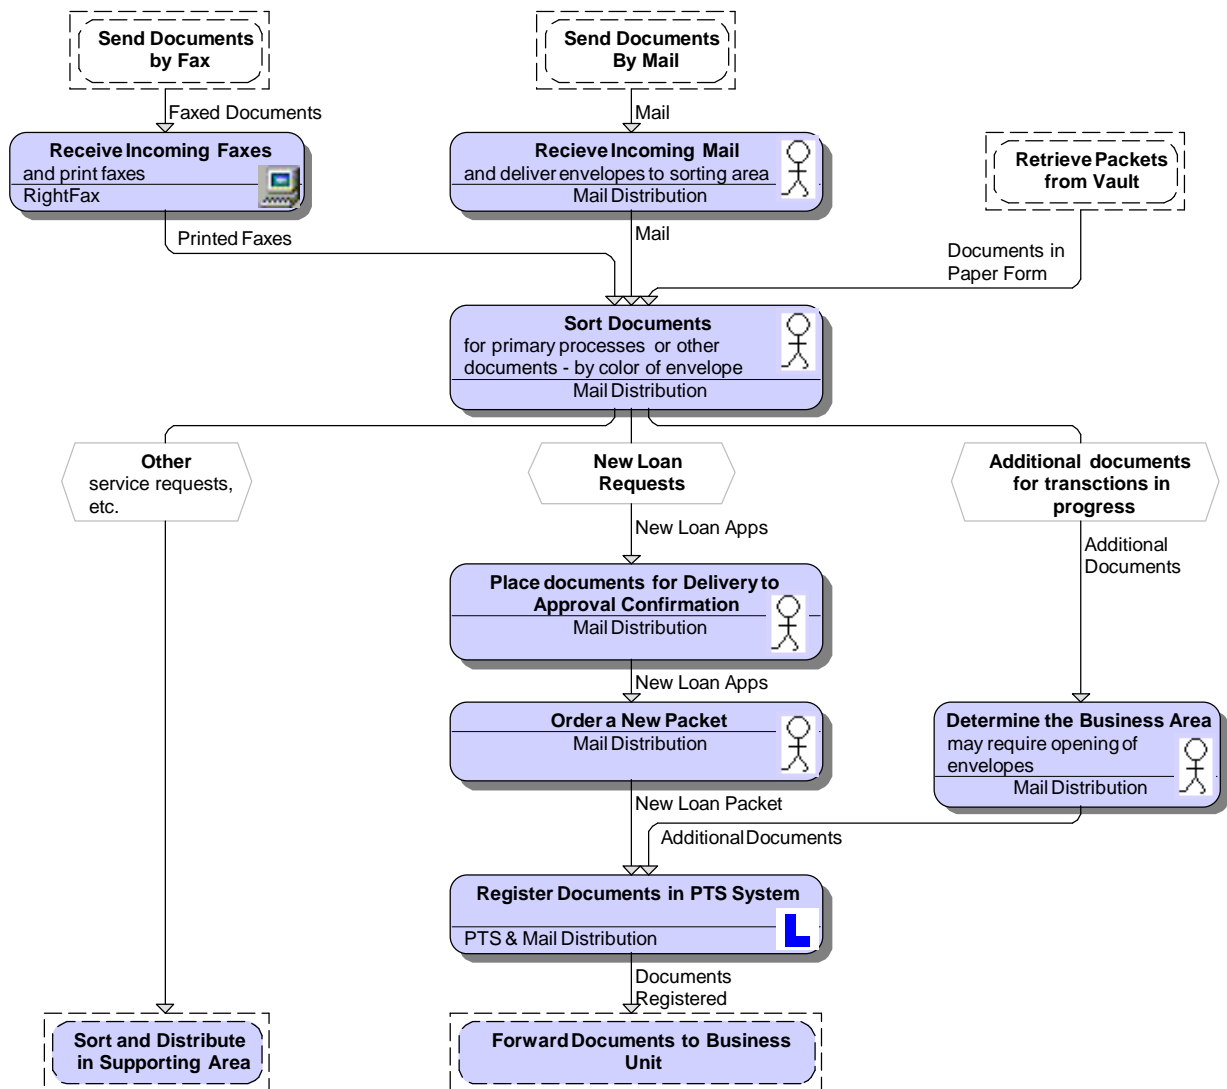 Send Documents
by Fax
Send Documents
By Mail
Faxed Documents
Mail
Receive Incoming Faxes
and print faxes
RightFax
Recieve Incoming Mail
and deliver envelopes to sorting area
Mail Distribution
Retrieve Packets
from Vault
Printed Faxes
Mail
Documents in
Paper Form
Sort Documents
for primary processes or other
documents - by color of envelope
Mail Distribution
Other
service requests,
etc.
New Loan
Requests
Additional documents
for transctions in
progress
New Loan Apps
Additional
Documents
Place documents for Delivery to
Approval Confirmation
Mail Distribution
New Loan Apps
Order a New Packet
Mail Distribution
Determine the Business Area
may require opening of
envelopes
Mail Distribution
New Loan Packet
Additional Documents
Register Documents in PTS System
PTS & Mail Distribution
L
Documents
Registered
Sort and Distribute
in Supporting Area
Forward Documents to Business
Unit